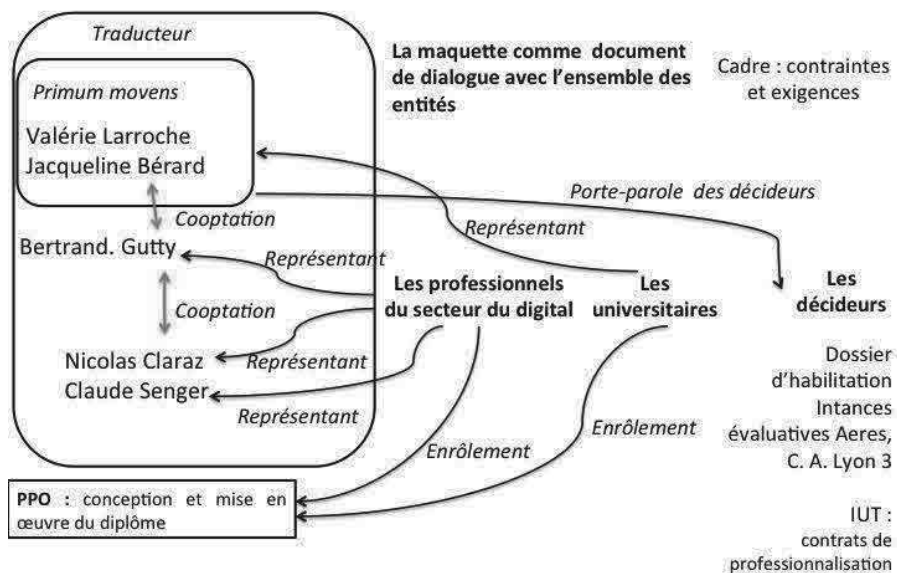 Traducteur
Primum movens
Valérie Larroche
Jacqueline Bérard
Cooptation
Bertrand. Gutty
Cooptation
Nicolas Claraz
Claude Senger
La maquette comme document
de dialogue avec l'ensemble des
entités
Cadre : contraintes
et exigences
Porte-parole des décideurs
Représentant
Représentant
Les professionnels
du secteur du digital
Les
universitaires
Les
décideurs
Représentant
Représentant
Enrôlement
Enrôlement
Dossier
d'habilitation
Intances
évaluatives Aeres,
C. A. Lyon 3
IUT :
contrats de
professionnalisation
PPO : conception et mise en
œuvre du diplôme